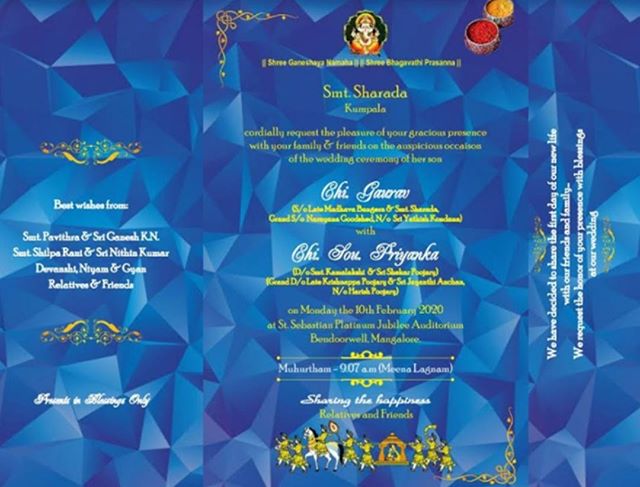 Best wishes from:
Smt. Pavithra & Sri Ganesh K.N.
Smt. Shilpa Rani & Sri Nithin Kumar
Devanshi, Niyam & Gyan
Relatives & Friends
Presents in Blessings Only
|| Shree Ganeshaya Namaha || || Shree Bhagavathi Prasanna ||
Smt. Sharada
Kumpala
cordially request the pleasure of your gracious presence
with your family & friends on the auspicious occaison
of the wedding ceremony of her son
Chi. Gaurav
(S/o Late Madhava Bangera & Smt. Sharada,
Grand S/o Narayana Goodshed, N/o Sri Yathish
with
Chi. Sou. Priyanka
(D/o Smt. Kamalakshi & Sri Shekar Poojary)
(Grand D/o Late Krishnappa Poojary & Sri Jayanthi Anchan,
N/o Harish Poojary)
on Monday the 10th February 2020
at St. Sebastian Platinum Jubilee Auditorium
Bendoorwell, Mangalore.
Muhurtham - 9.07 a.m (Meena Lagnam)
Sharing the happiness
Relatives and Friends
We have decided to share the first day of our new life
with our friends and family...
We request the honor of your presence with blessings
at our wedding